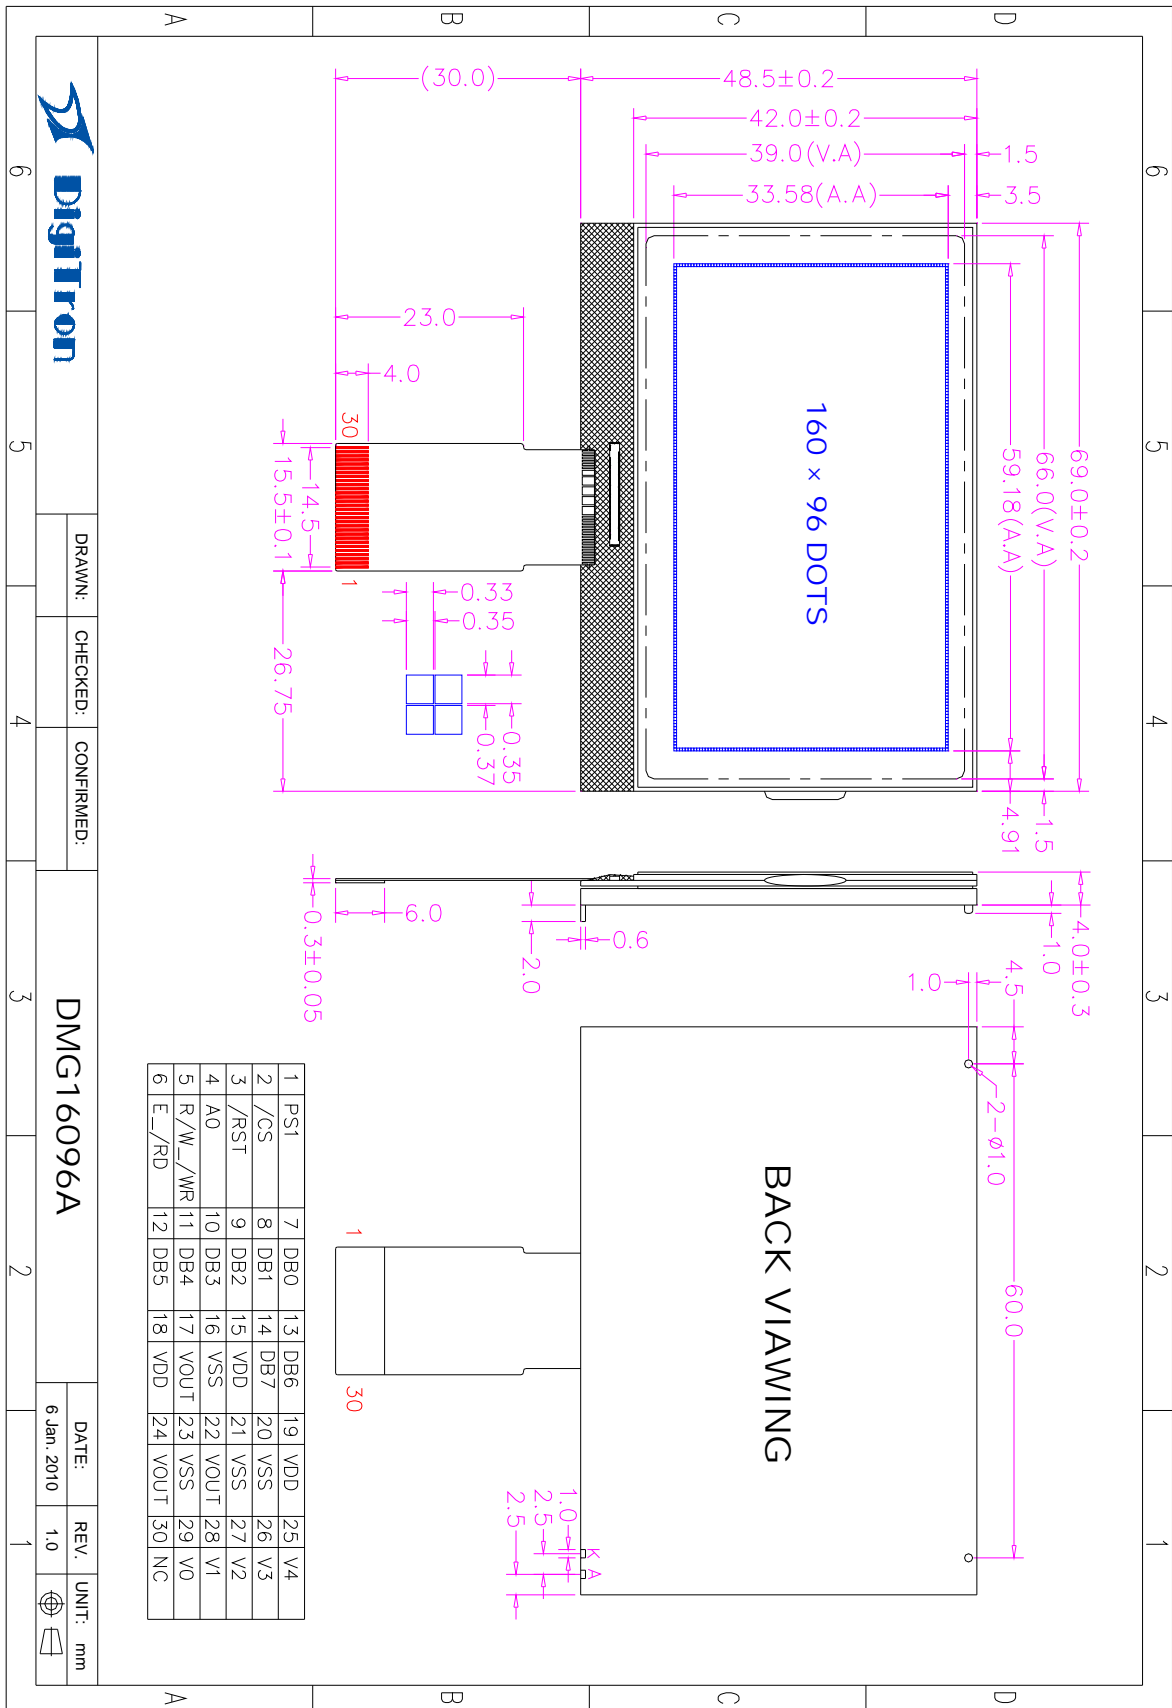 6
5
4
3
2
1
D
C
B
A
69.0±0.2
66.0(V.A)
59.18(A.A)
1.5
4.91
48.5±0.2
42.0±0.2
39.0(V.A)
33.58(A.A)
1.5
3.5
(30.0)
23.0
4.0
160 × 96 DOTS
30
1
14.5
15.5±0.1
26.75
0.33
0.35
0.35
0.37
4.0±0.3
1.0
0.6
2.0
6.0
0.3±0.05
4.5
60.0
1.0
2-Ø1.0
BACK VIAWING
K
A
1.0
2.5
2.5
1
30
1 PS1 7 DB0 13 DB6 19 VDD 25 V4
2 /CS 8 DB1 14 DB7 20 VSS 26 V3
3 /RST 9 DB2 15 VDD 21 VSS 27 V2
4 A0 10 DB3 16 VSS 22 VOUT 28 V1
5 R/W_/WR 11 DB4 17 VOUT 23 VSS 29 V0
6 E_/RD 12 DB5 18 VDD 24 VOUT 30 NC
DigiTron
DRAWN: CHECKED: CONFIRMED:
DMG16096A
DATE: REV. UNIT: mm
6 Jan. 2010 1.0
6
5
4
3
2
1
D
C
B
A